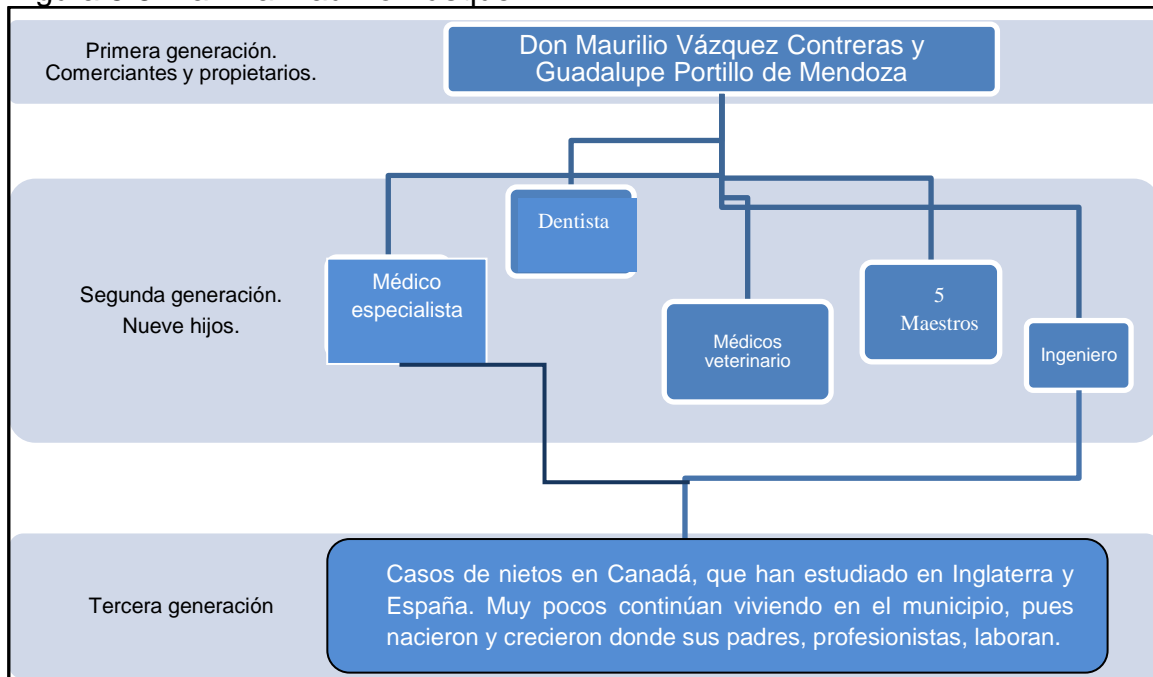 Primera generación.
Comerciantes y propietarios.
Don Maurilio Vázquez Contreras y
Guadalupe Portillo de Mendoza
Segunda generación.
Nueve hijos.
Médico
especialista
Dentista
Médicos
veterinario
5
Maestros
Ingeniero
Tercera generación
Casos de nietos en Canadá, que han estudiado en Inglaterra y
España. Muy pocos continúan viviendo en el municipio, pues
nacieron y crecieron donde sus padres, profesionistas, laboran.